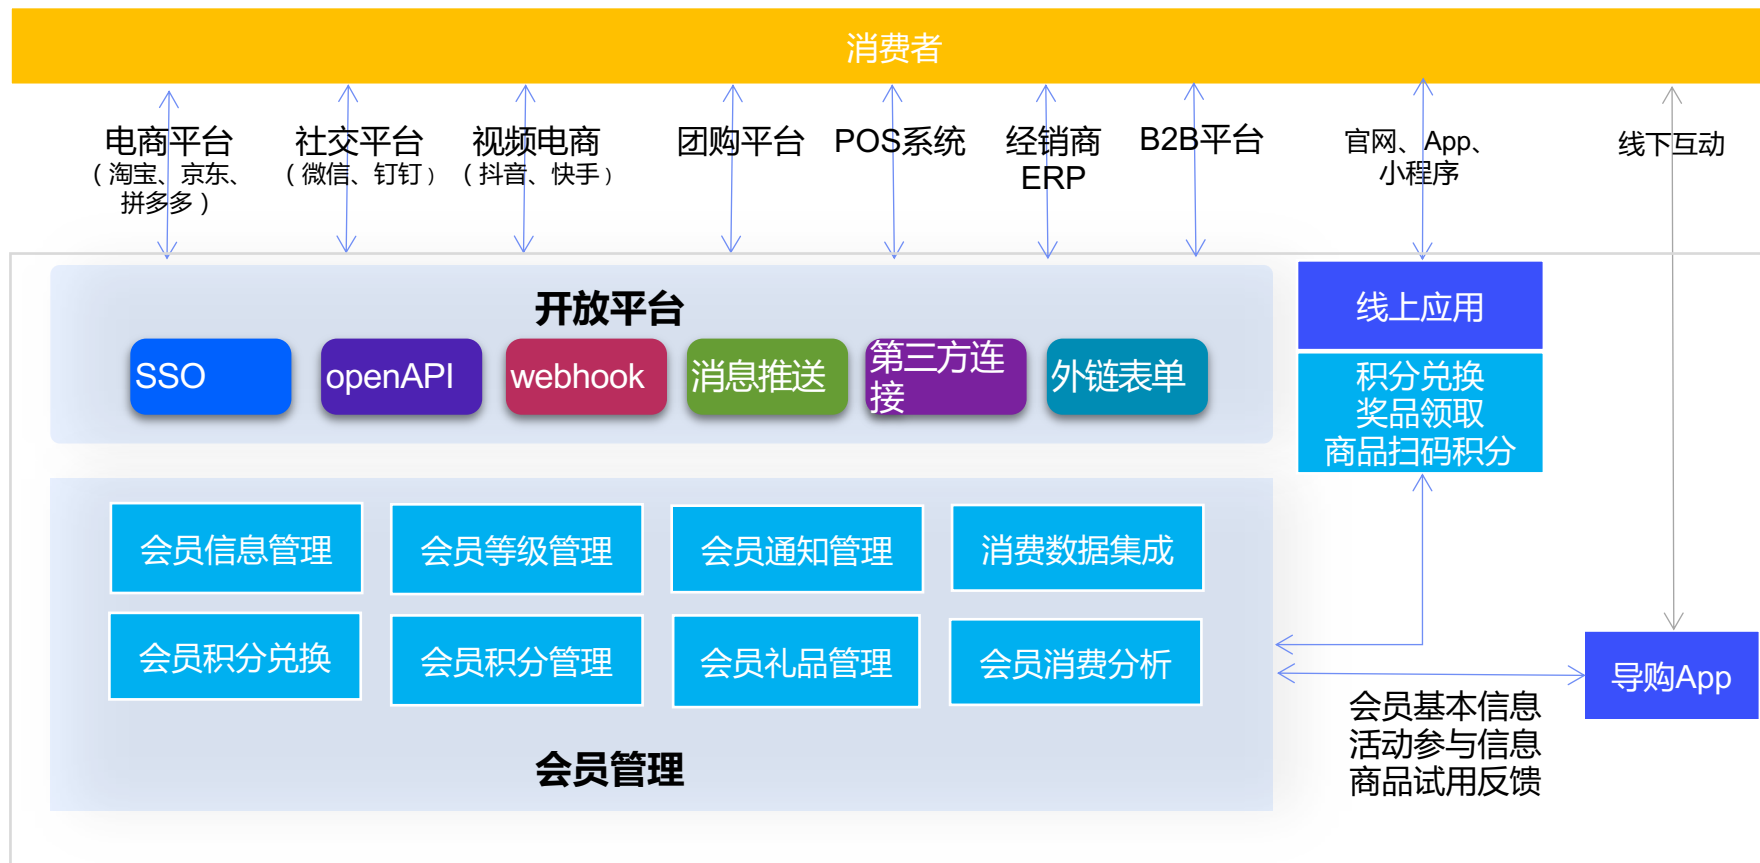 消费者
电商平台
（淘宝、京东、
拼多多）
社交平台
（微信、钉钉）
视频电商
（抖音、快手）
团购平台
POS系统
经销商
ERP
B2B平台
官网、App、
小程序
线下互动
开放平台
SSO
openAPI
webhook
消息推送
第三方连
接
外链表单
线上应用
积分兑换
奖品领取
商品扫码积分
会员信息管理
会员等级管理
会员通知管理
消费数据集成
会员积分兑换
会员积分管理
会员礼品管理
会员消费分析
会员管理
导购App
会员基本信息
活动参与信息
商品试用反馈